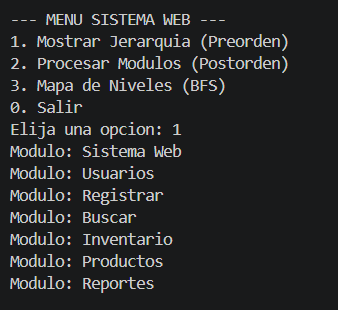 --- MENU SISTEMA WEB ---
1. Mostrar Jerarquia (Preorden)
2. Procesar Modulos (Postorden)
3. Mapa de Niveles (BFS)
0. Salir
Elija una opcion: 1
Modulo: Sistema Web
Modulo: Usuarios
Modulo: Registrar
Modulo: Buscar
Modulo: Inventario
Modulo: Productos
Modulo: Reportes